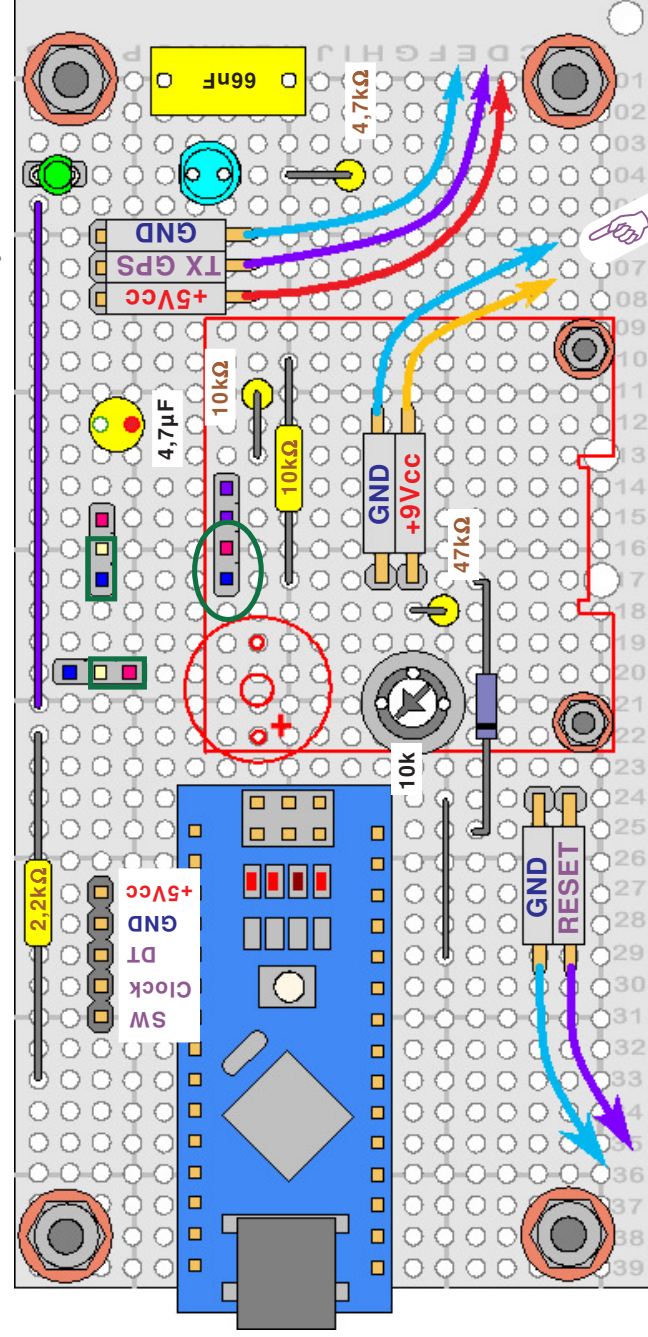 P J I H G F E D C
66nF
4,7kΩ
GND
TX GPS
+5Vcc
4,7µF
10kΩ
10kΩ
GND
+9Vcc
47kΩ
+
10k
2,2kΩ
+5Vcc
GND
DT
Clock
SW
GND
RESET
01
02
03
04
07
08
09
10
11
12
13
14
15
16
17
18
19
20
21
22
23
24
25
26
27
28
29
30
31
32
33
36
37
38
39